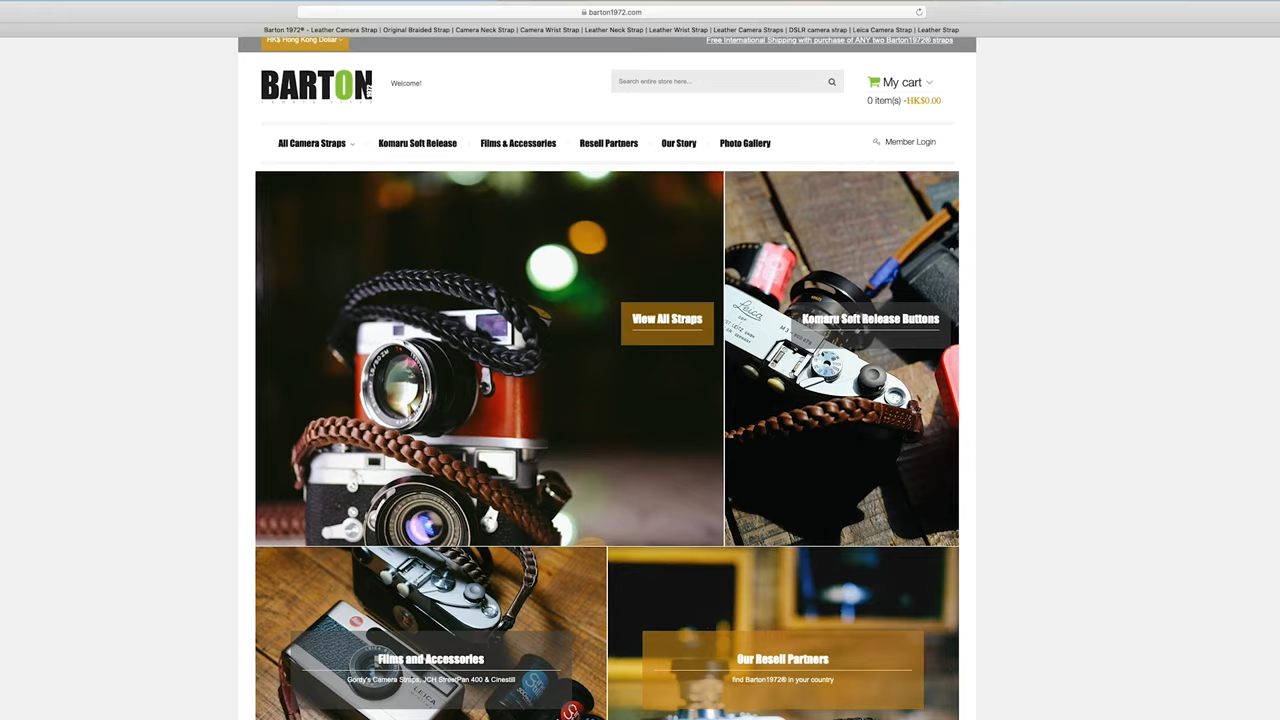 barton1972.com
Barton 1972® - Leather Camera Strap | Original Braided Strap | Camera Neck Strap | Camera Wrist Strap | Leather Neck Strap | Leather Wrist Strap | Leather Camera Straps | DSLR camera strap | Leica Camera Strap | Leather Strap
HK$ Hong Kong Dollar
Free International Shipping with purchase of ANY two Barton1972® straps
BARTON
1972
Welcome!
Search entire store here...
My cart
0 item(s) -HK$0.00
All Camera Straps
Komaru Soft Release
Films & Accessories
Resell Partners
Our Story
Photo Gallery
Member Login
View All Straps
Leica
Komaru Soft Release Buttons
Films and Accessories
Gordy's Camera Straps, JCH StreetPan 400 & Cinestill
LEICA
Our Resell Partners
find Barton1972® in your country